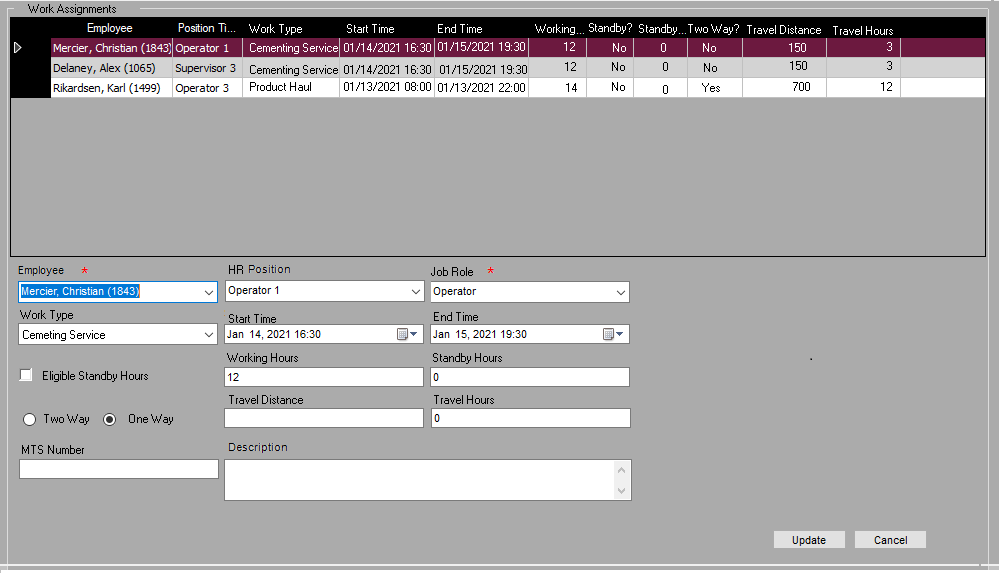 Work Assignments
Employee Position Ti... Work Type Start Time End Time Working... Standby? Standby... Two Way? Travel Distance Travel Hours
Mercier, Christian (1843) Operator 1 Cementing Service 01/14/2021 16:30 01/15/2021 19:30 12 No 0 No 150 3
Delaney, Alex (1065) Supervisor 3 Cementing Service 01/14/2021 16:30 01/15/2021 19:30 12 No 0 No 150 3
Rikardsen, Karl (1499) Operator 3 Product Haul 01/13/2021 08:00 01/13/2021 22:00 14 No 0 Yes 700 12
Employee * HR Position Job Role *
Mercier, Christian (1843) Operator 1 Operator
Work Type Start Time End Time
Cemeting Service Jan 14, 2021 16:30 Jan 15, 2021 19:30
Working Hours Standby Hours
Eligible Standby Hours 12 0
Travel Distance Travel Hours
Two Way One Way 0
MTS Number Description
Update Cancel